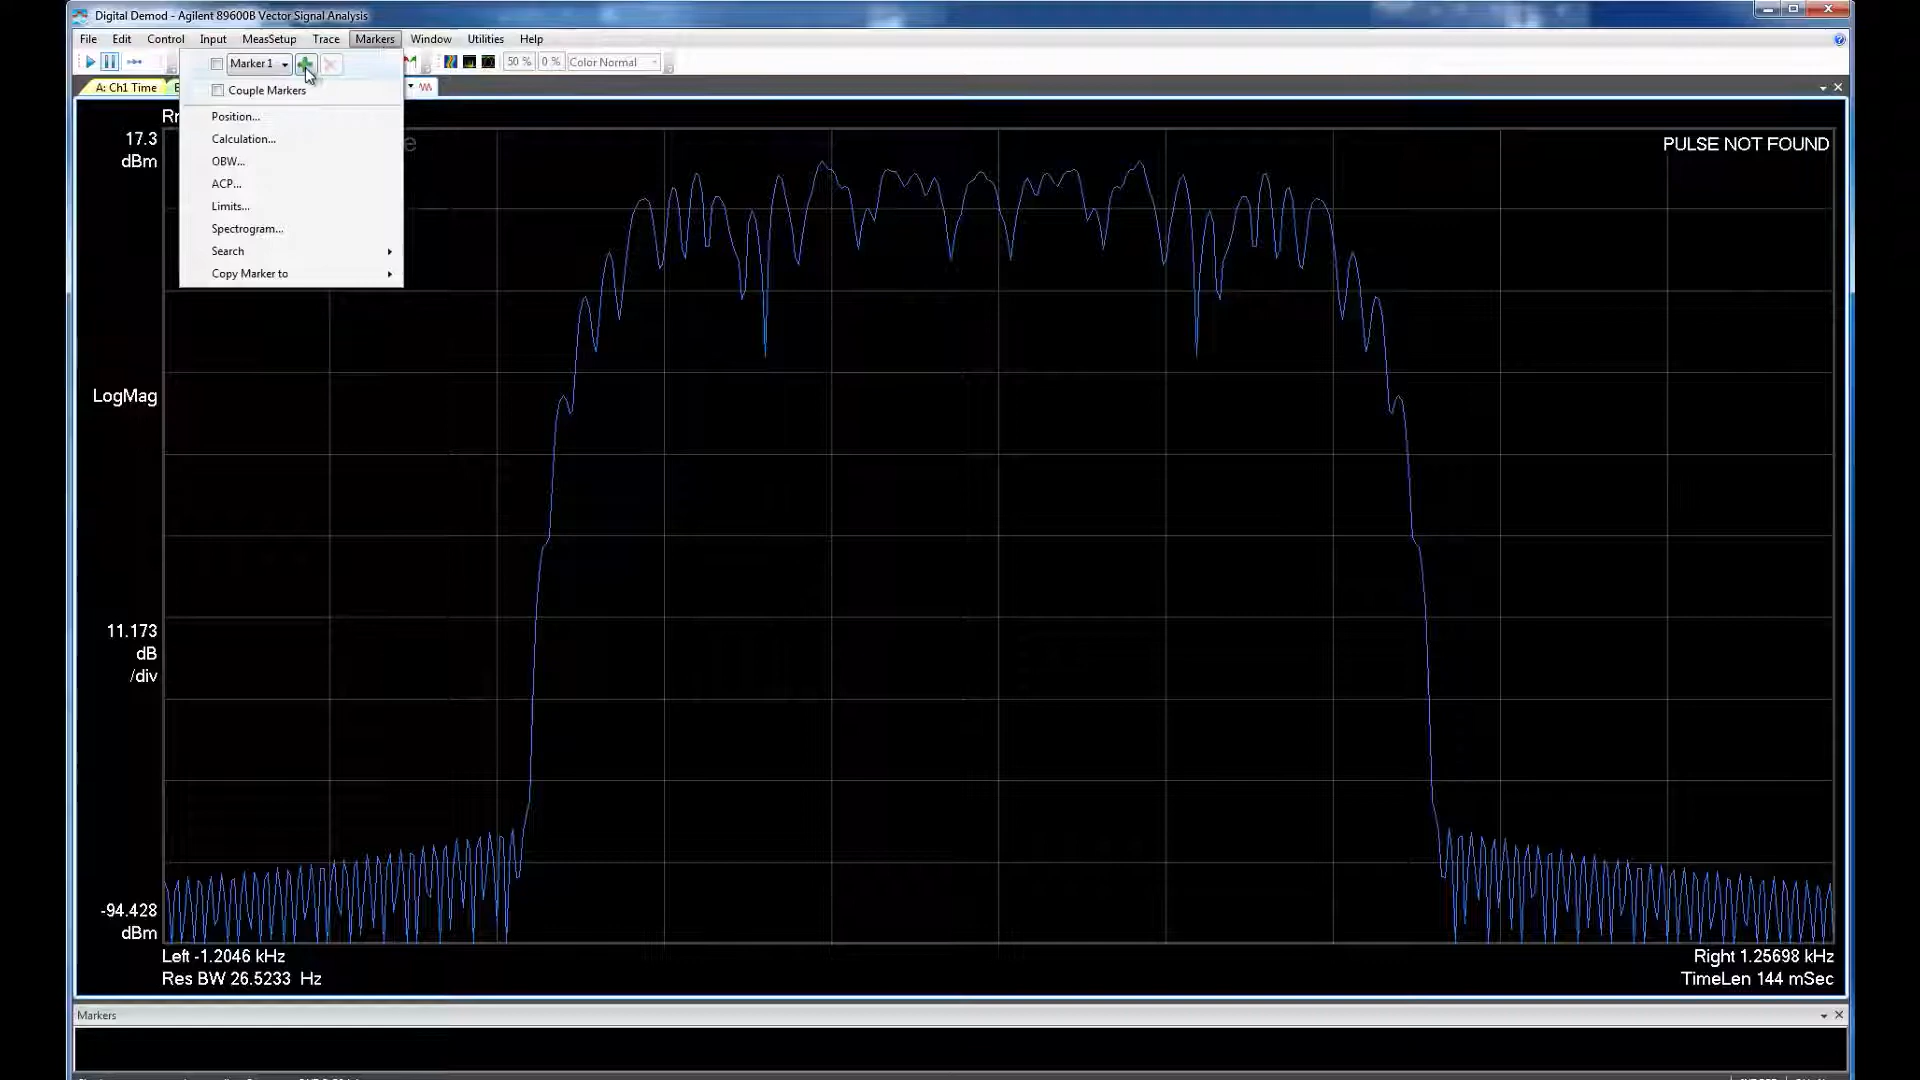 Digital Demod - Agilent 89600B Vector Signal Analysis
File Edit Control Input MeasSetup Trace Markers Window Utilities Help
Marker 1
50 % 0 % Color Normal
Couple Markers
A: Ch1 Time
Position...
Calculation...
OBW...
ACP...
Limits...
Spectrogram...
Search
Copy Marker to
17.3
dBm
PULSE NOT FOUND
LogMag
11.173
dB
/div
-94.428
dBm
Left -1.2046 kHz
Right 1.25698 kHz
Res BW 26.5233 Hz
TimeLen 144 mSec
Markers